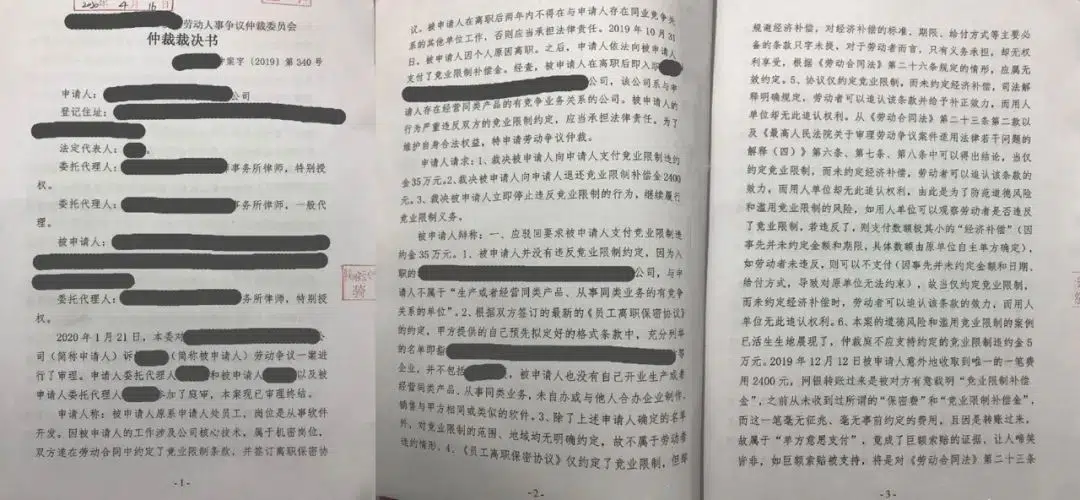 2020 4月16日
劳动人事争议仲裁委员会
仲裁裁决书
案字〔2019〕第340号
申请人：公司
登记住址：
法定代表人：
委托代理人：事务所律师，特别授
权。
委托代理人：事务所律师，一般代
理。
被申请人：
委托代理人：务所律师，特别授
权。
2020年1月21日，本委对公
司（简称申请人）诉（简称被申请人）劳动争议一案进
行了审理。申请人委托代理人和被申请人以及被
申请人委托代理人参加了庭审，本案现已审理终结。
申请人称：被申请人原系申请人处员工，岗位是从事软件
开发。因被申请人的工作涉及公司核心技术，属于机密岗位，
双方遂在劳动合同中约定了竞业限制条款，并签订离职保密协
-1-
议。被申请人在离职后两年内不得在与申请人存在同业竞争关
系的其他单位工作，否则应当承担法律责任。2019年10月31
日，被申请人因个人原因离职。之后，申请人依法向被申请人
支付了竞业限制补偿金。经查，被申请人在离职后即入职
公司，该公司系与申
请人存在经营同类产品的有竞争业务关系的公司。被申请人的
行为严重违反双方的竞业限制约定，应当承担法律责任。为了
维护自身合法权益，特申请劳动争议仲裁。
申请人请求：1、裁决被申请人向申请人支付竞业限制违约
金35万元。2、裁决被申请人向申请人退还竞业限制补偿金2400
元。3、裁决被申请人立即停止违反竞业限制的行为，继续履行
竞业限制义务。
被申请人辩称：一、应驳回要求被申请人支付竞业限制违
约金35万元。1、被申请人并没有违反竞业限制约定，因为入
职的公司，与申
请人不属于“生产或者经营同类产品、从事同类业务的有竞争
关系的单位”。2、根据双方签订的最新的《员工离职保密协议》
的约定，甲方提供的自己预先拟定好的格式条款中，充分列举
的名单即指等
企业，并不包括，被申请人也没有自己开业生产或者
经营同类产品、从事同类业务，未自办或与他人合办企业制作、
销售与甲方相同或类似的软件。3、除了上述申请人确定的名单
外，对竞业限制的范围、地域均无明确约定，故不属于劳动者
违约情形。4、《员工离职保密协议》仅约定了竞业限制，但却
-2-
规避经济补偿，对经济补偿的标准、期限、给付方式等主要必
备的条款只字未提，对于劳动者而言，只有义务承担，却无权
利享受，根据《劳动合同法》第二十六条规定的情形，应属无
效约定。5、协议仅约定竞业限制，而未约定经济补偿，司法解
释明确规定，劳动者可以追认该条款并给予补正效力，而用人
单位却无此追认权利。从《劳动合同法》第二十三条第二款以
及《最高人民法院关于审理劳动争议案件适用法律若干问题的
解释（四）》第六条、第七条、第八条中可以得出结论，当仅
约定竞业限制，而未约定经济补偿，劳动者可以追认该条款的
效力，而用人单位却无此追认权利，由此是为了防范道德风险
和滥用竞业限制的风险，如用人单位可以观察劳动者是否违反
了竞业限制，若违反了，则支付数额极其小的“经济补偿”（因
事先并未约定金额和期限，具体数额由原单位自主单方确定），
如劳动者未违反，则可以不支付（因事先并未约定金额和日期、
给付方式，导致对原单位无法约束），故当仅约定竞业限制，
而未约定经济补偿时，劳动者可以追认该条款的效力，而用人
单位无此追认权利。6、本案的道德风险和滥用竞业限制的案例
已活生生地展现了，仲裁庭不应支持约定的竞业限制违约金5
万元。2019年12月12日被申请人意外地收取到唯一的一笔费
用2400元，网银转账过来是被对方有意载明“竞业限制补偿
金”，之前从未收到过所谓的“保密费”和“竞业限制补偿金”，
而这一笔毫无征兆、毫无事前约定的费用，且因是转账过来，
故属于“单方意思支付”，竟成了巨额索赔的证据，让人啼笑
皆非，如巨额索赔被支持，将是对《劳动合同法》第二十三条
-3-
骑